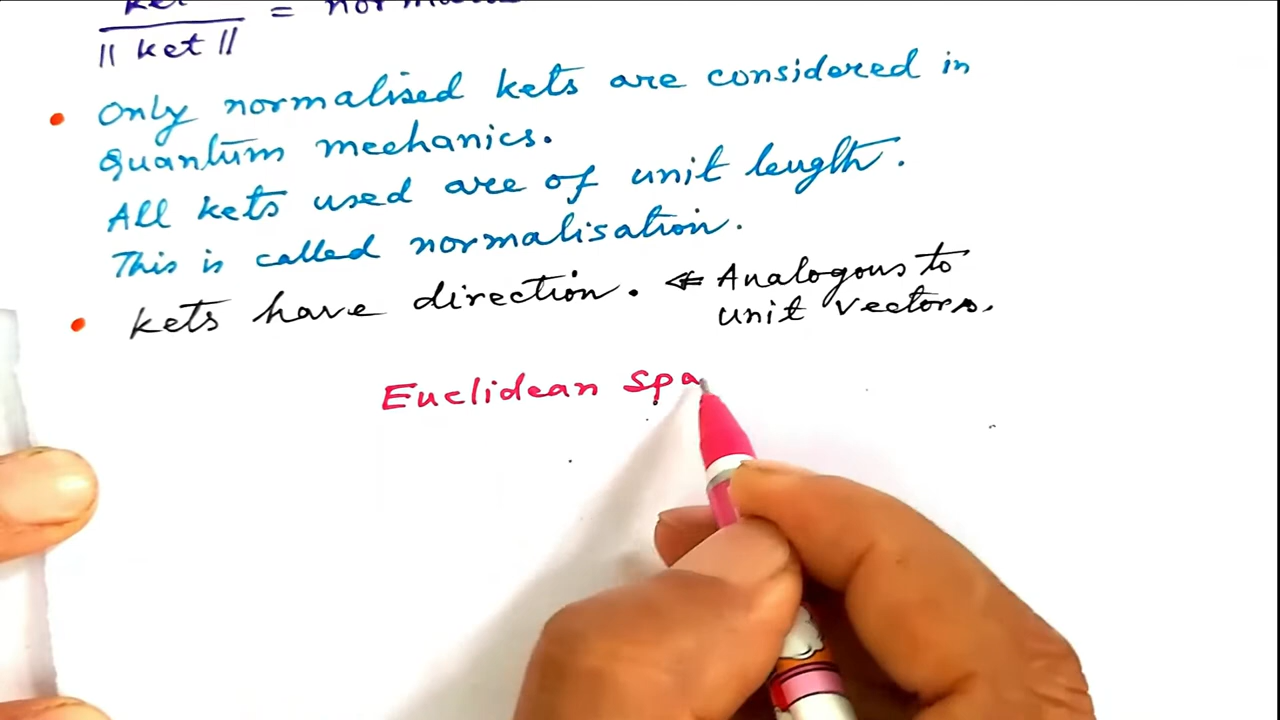 ket
|| ket || =
Only normalised kets are considered in
quantum mechanics.
All kets used are of unit length.
This is called normalisation.
kets have direction. ⇐ Analogous to
unit vectors.
Euclidean Spa